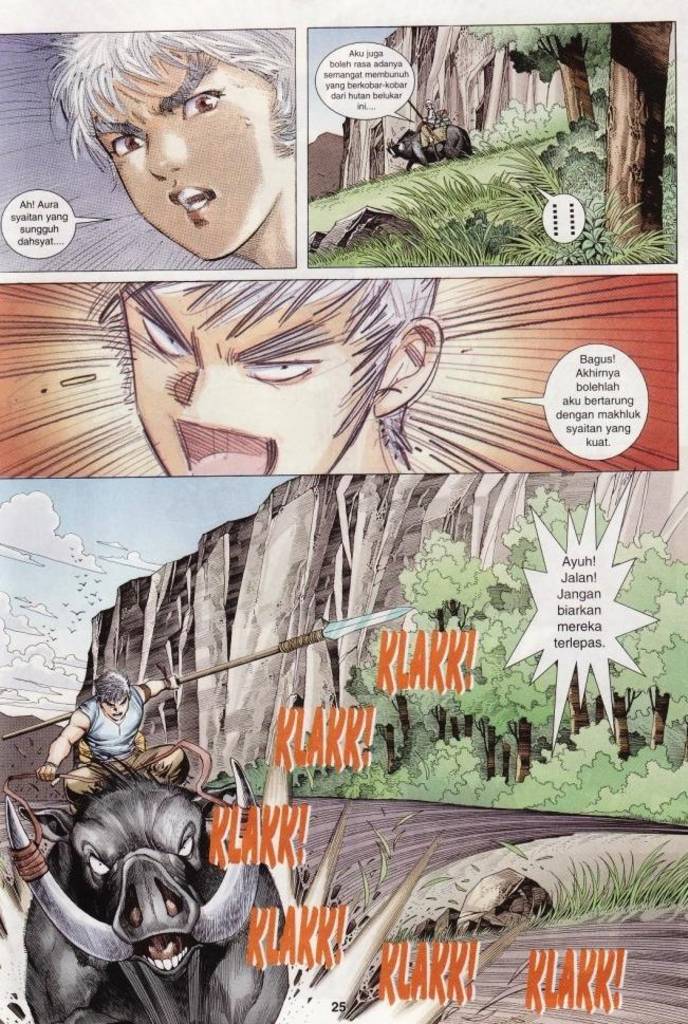 Ah! Aura
syaitan yang
sungguh
dahsyat....
Aku juga
boleh rasa adanya
semangat membunuh
yang berkobar-kobar
dari hutan belukar
ini....
!!
Bagus!
Akhirnya
bolehlah
aku bertarung
dengan makhluk
syaitan yang
kuat.
Ayuh!
Jalan!
Jangan
biarkan
mereka
terlepas.
KLAKK!
KLAKK!
KLAKK!
KLAKK!
KLAKK!
KLAKK!
25